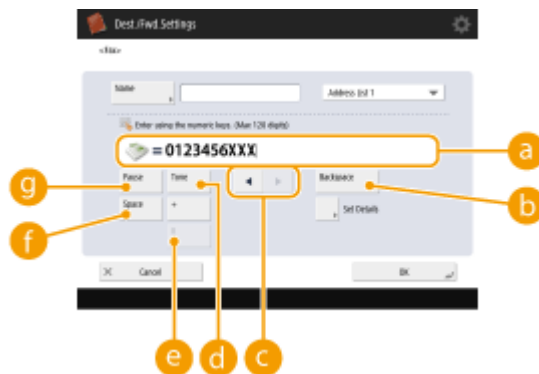 Dest./Fwd.Settings
<Fax>
Name
Address List 1
Enter using the numeric keys. (Max 120 digits)
= 0123456XXX
a
g
Pause
Tone
Backspace
b
Space
+
Set Details
f
Cancel
OK
e
d
c